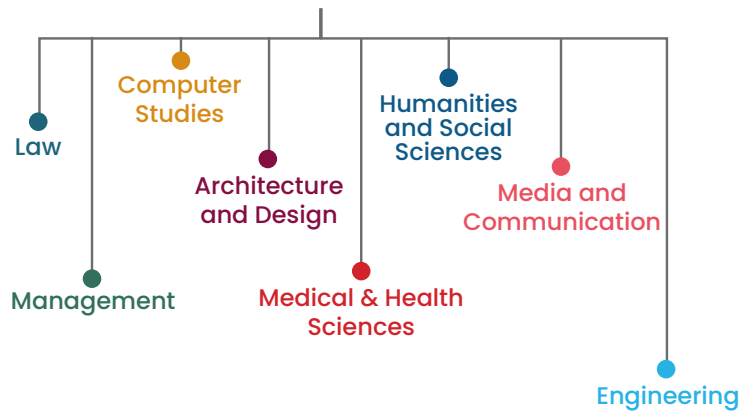 Law
Management
Computer
Studies
Architecture
and Design
Medical & Health
Sciences
Humanities
and Social
Sciences
Media and
Communication
Engineering